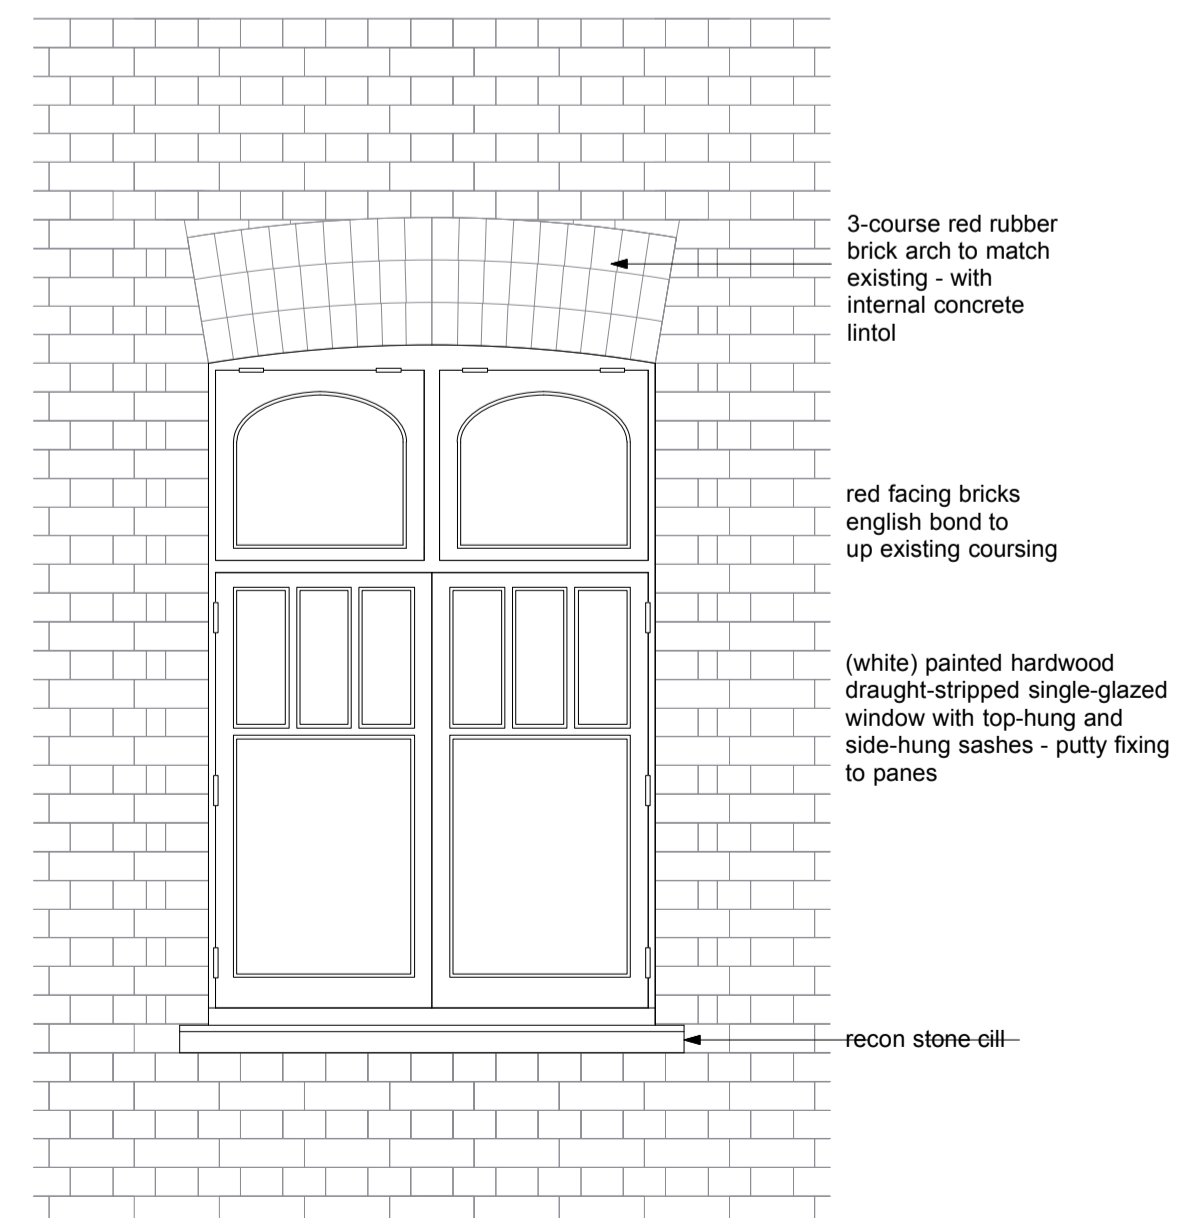 3-course red rubber
brick arch to match
existing - with
internal concrete
lintol
red facing bricks
english bond to
up existing coursing
(white) painted hardwood
draught-stripped single-glazed
window with top-hung and
side-hung sashes - putty fixing
to panes
recon stone cill